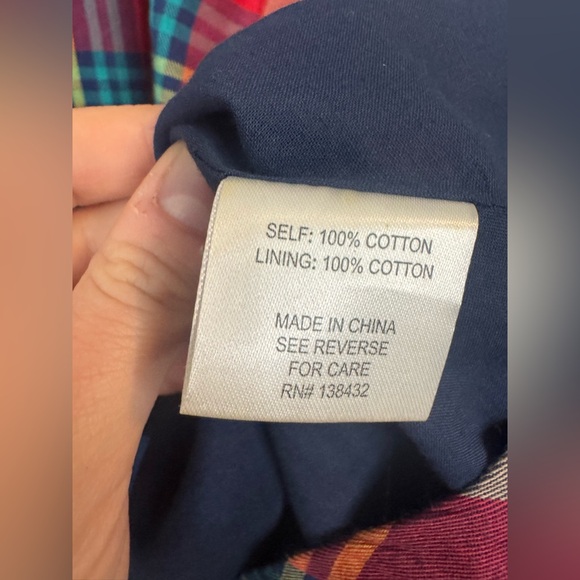 SELF: 100% COTTON
LINING: 100% COTTON
MADE IN CHINA
SEE REVERSE
FOR CARE
RN# 138432